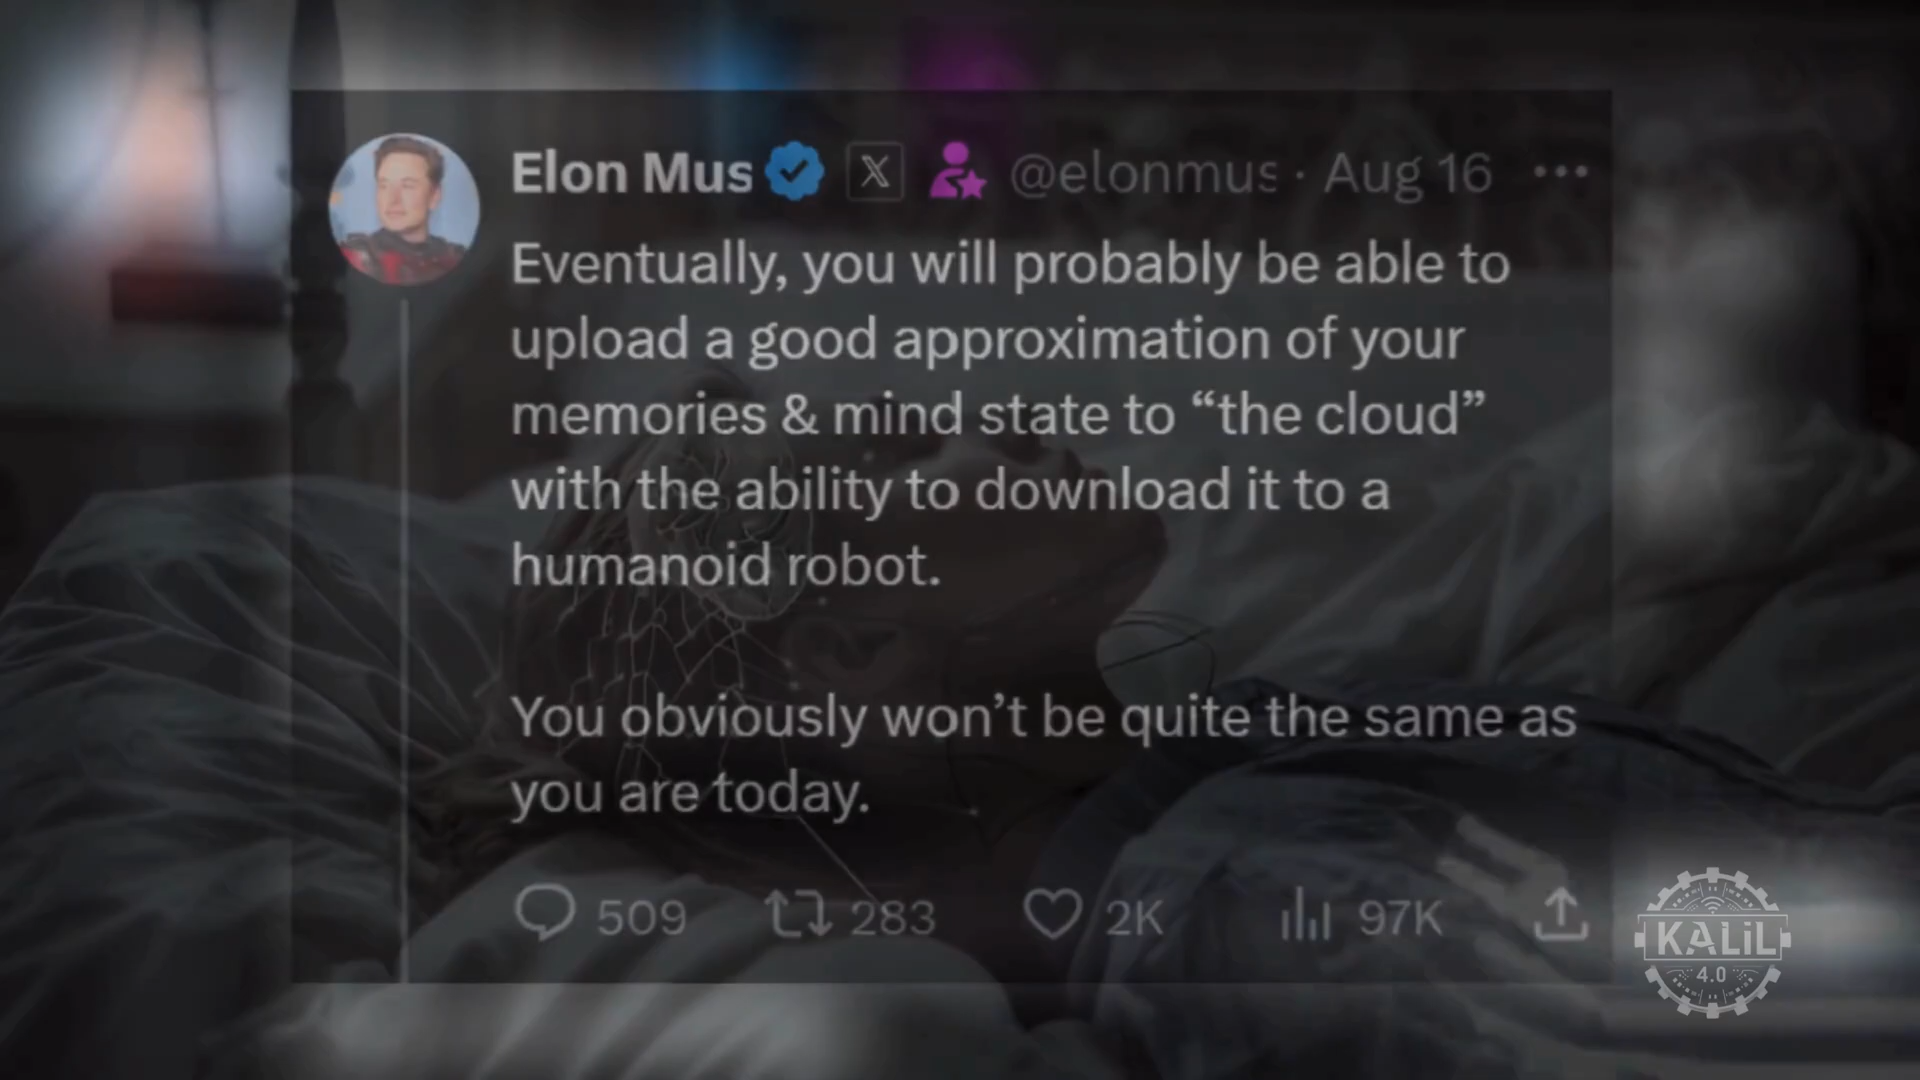 Elon Mus X @elonmus · Aug 16 ···
Eventually, you will probably be able to
upload a good approximation of your
memories & mind state to “the cloud”
with the ability to download it to a
humanoid robot.
You obviously won’t be quite the same as
you are today.
509 283 2K 97K
KALiL
4.0